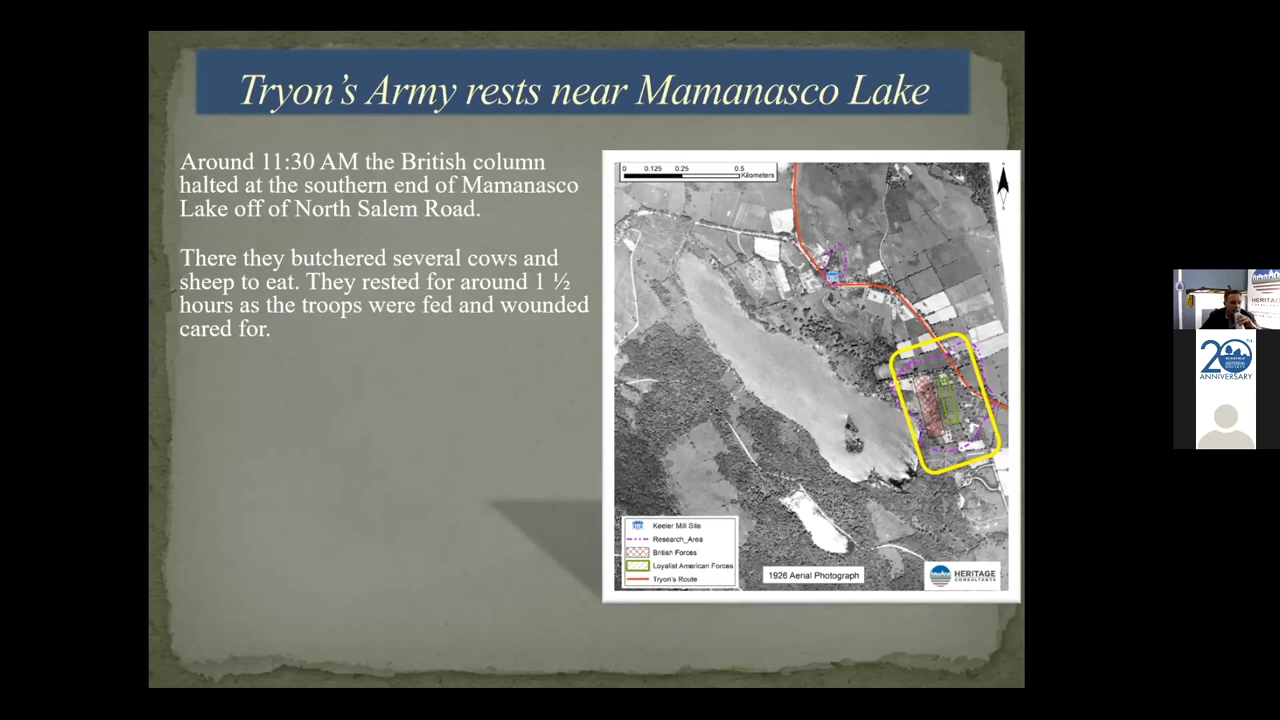 Tryon's Army rests near Mamanasco Lake
Around 11:30 AM the British column
halted at the southern end of Mamanasco
Lake off of North Salem Road.
There they butchered several cows and
sheep to eat. They rested for around 1 ½
hours as the troops were fed and wounded
cared for.
0 0.125 0.25 0.5
Kilometers
Keeler Mill Site
Research_Area
British Forces
Loyalist American Forces
Tryon's Route
1926 Aerial Photograph
HERITAGE
CONSULTANTS
HERITAGE
20TH
ANNIVERSARY